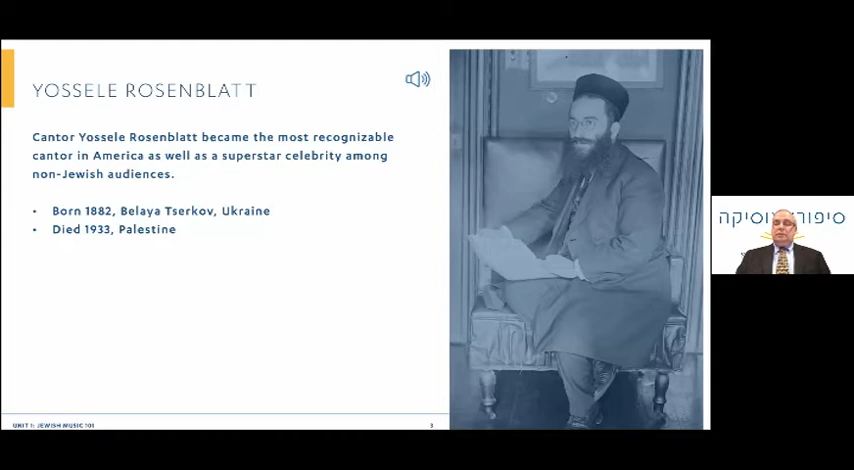 YOSSELE ROSENBLATT
Cantor Yossele Rosenblatt became the most recognizable
cantor in America as well as a superstar celebrity among
non-Jewish audiences.
• Born 1882, Belaya Tserkov, Ukraine
• Died 1933, Palestine
UNIT 1: JEWISH MUSIC 101
3